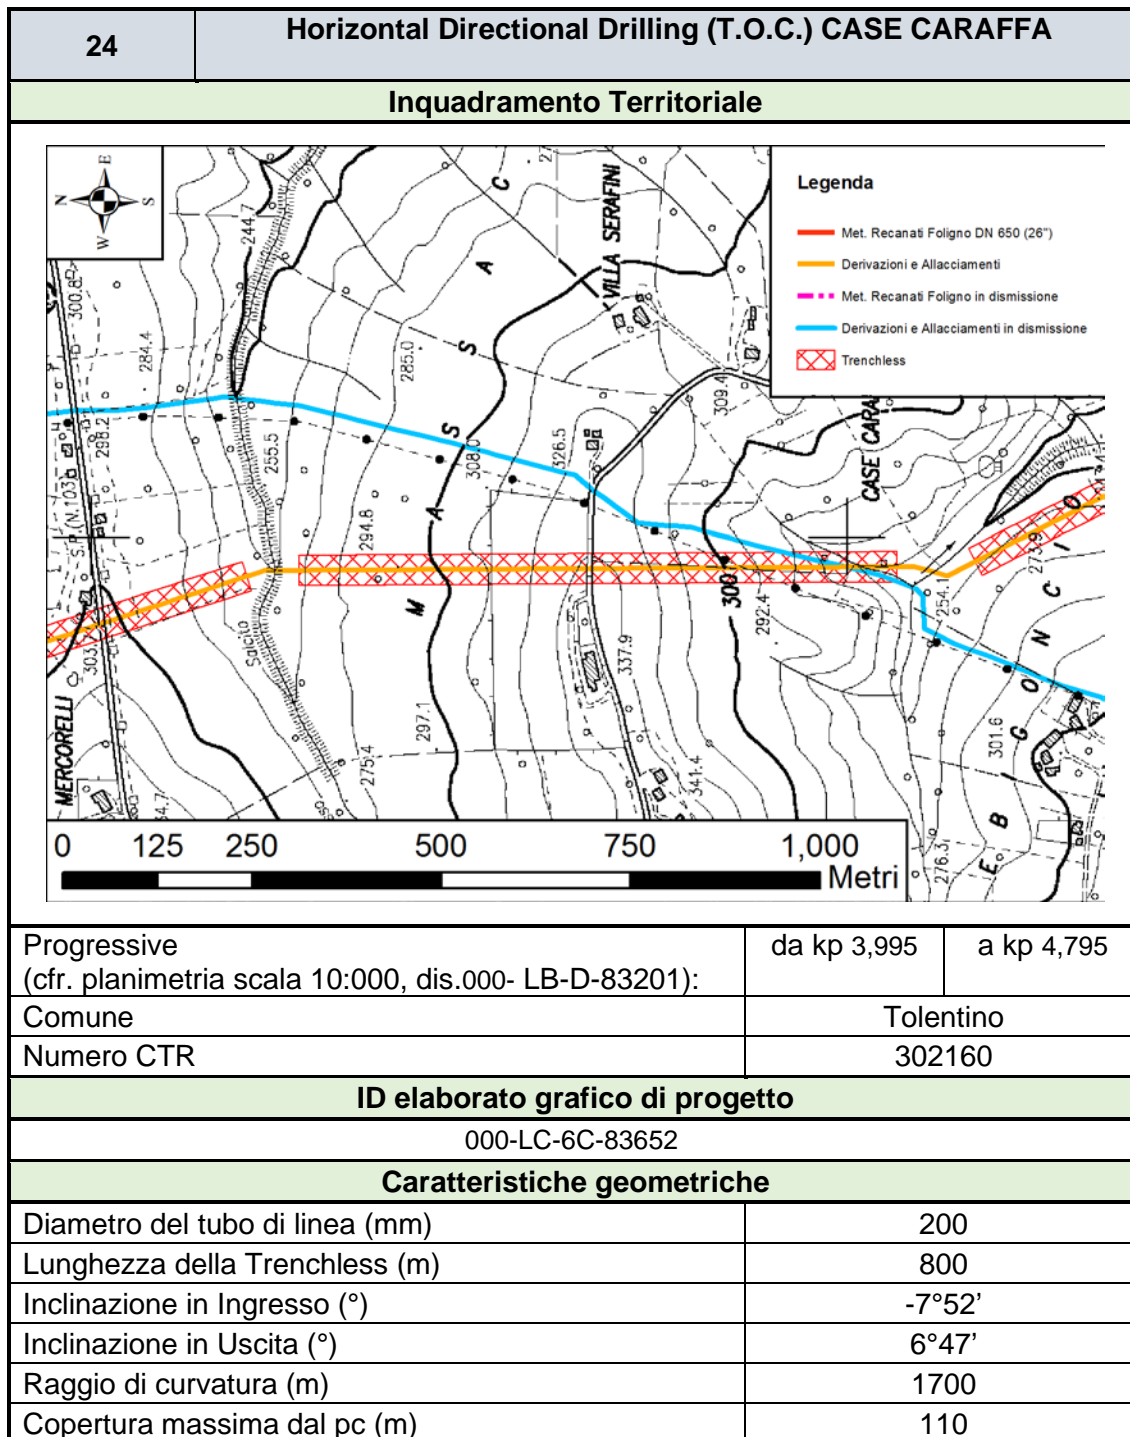 24
Horizontal Directional Drilling (T.O.C.) CASE CARAFFA
Inquadramento Territoriale
N
E
S
W
Legenda
Met. Recanati Foligno DN 650 (26")
Derivazioni e Allacciamenti
Met. Recanati Foligno in dismissione
Derivazioni e Allacciamenti in dismissione
Trenchless
VILLA SERAFINI
244.7
300.8
284.4
285.0
309.4
298.2
255.5
308.0
326.5
CASE CARA
S.P. (N.103)
294.8
M A S S A C
300
292.4
273.9
254.1
303.7
Salcito
337.9
297.1
275.4
341.4
301.6
276.3
MERCORELLI
34.7
E B G O N C I O
0 125 250 500 750 1,000
Metri
Progressive
da kp 3,995
a kp 4,795
(cfr. planimetria scala 10:000, dis.000- LB-D-83201):
Comune
Tolentino
Numero CTR
302160
ID elaborato grafico di progetto
000-LC-6C-83652
Caratteristiche geometriche
Diametro del tubo di linea (mm)
200
Lunghezza della Trenchless (m)
800
Inclinazione in Ingresso (°)
-7°52’
Inclinazione in Uscita (°)
6°47’
Raggio di curvatura (m)
1700
Copertura massima dal pc (m)
110